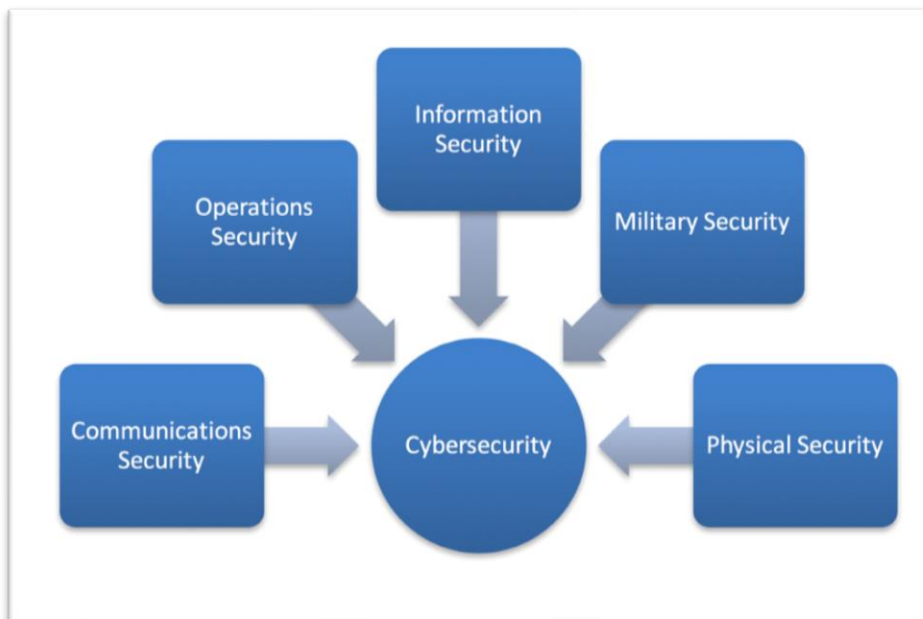 Information
Security
Operations
Security
Military Security
Communications
Security
Cybersecurity
Physical Security